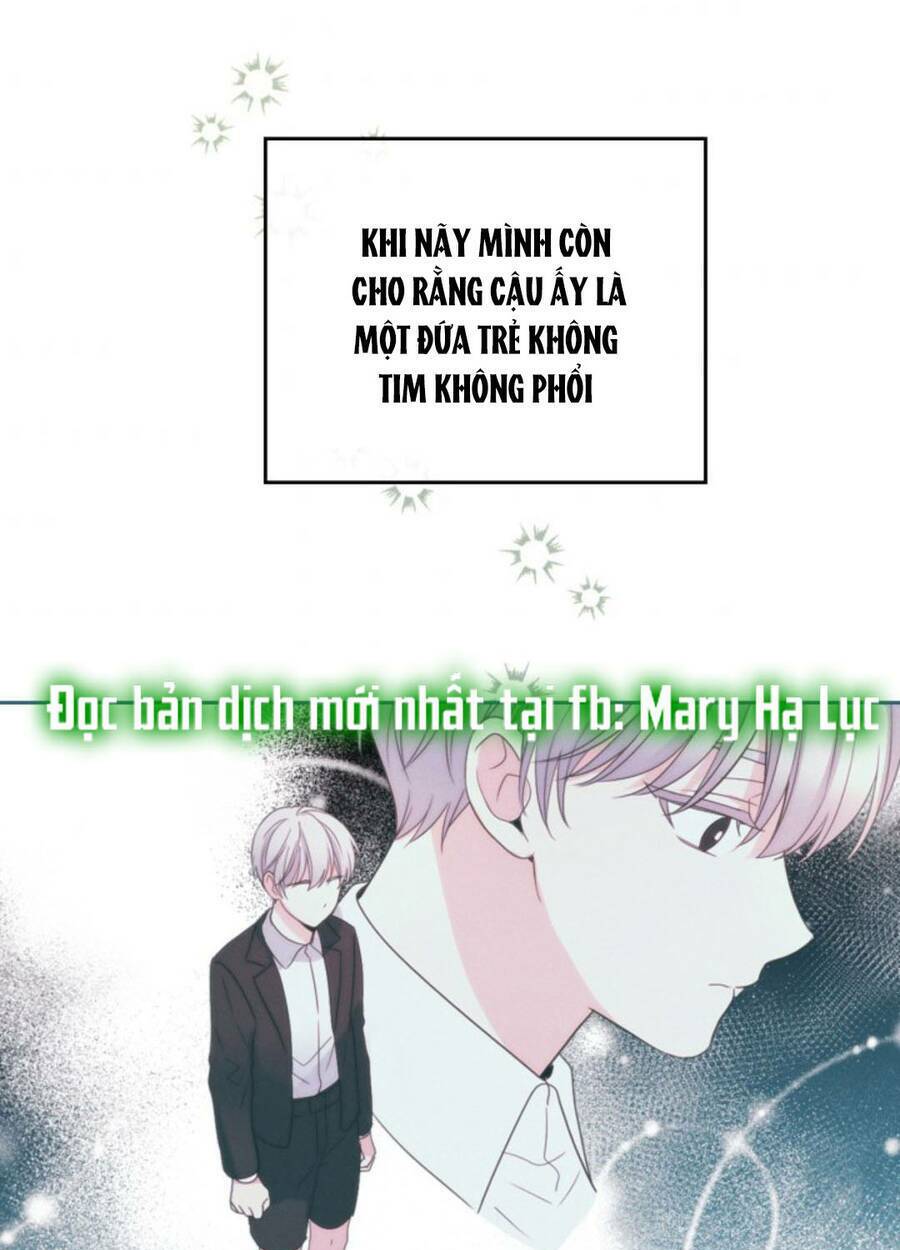 KHI NÃY MÌNH CÒN
CHO RẰNG CẬU ẤY LÀ
MỘT ĐỨA TRẺ KHÔNG
TIM KHÔNG PHỔI
Đọc bản dịch mới nhất tại fb: Mary Hạ Lục